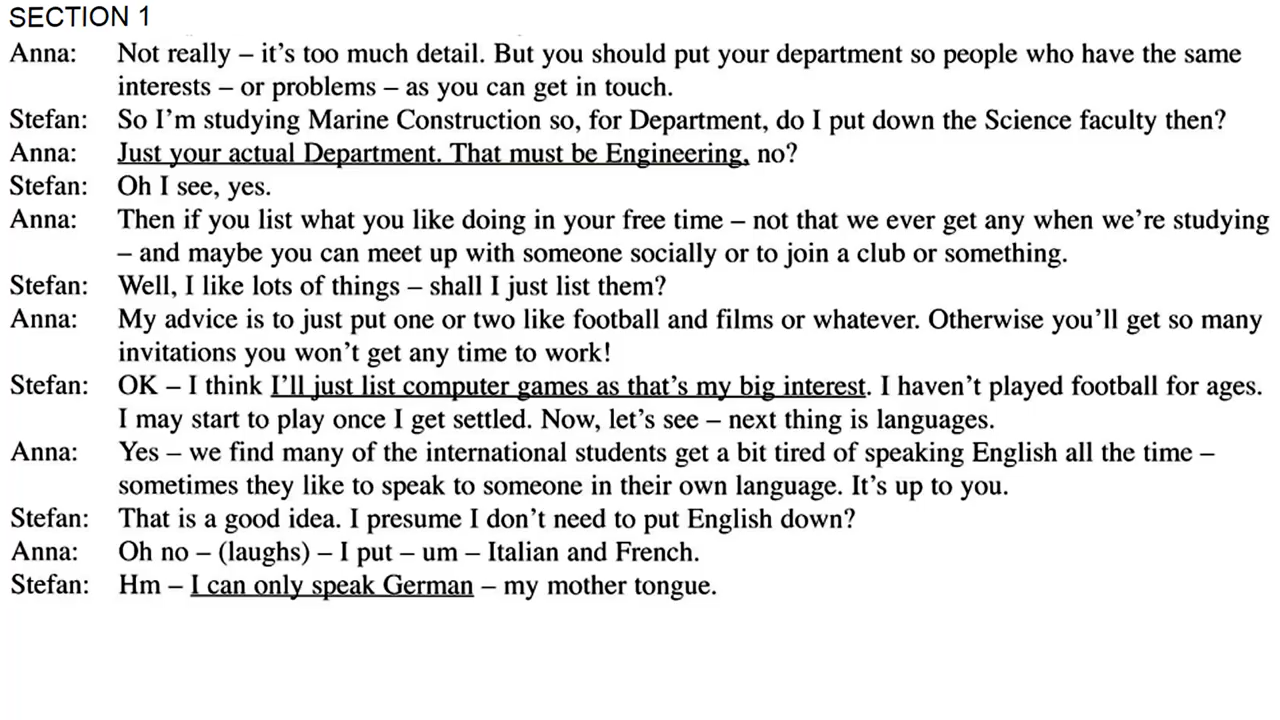 SECTION 1
Anna: Not really – it's too much detail. But you should put your department so people who have the same
interests – or problems – as you can get in touch.
Stefan: So I'm studying Marine Construction so, for Department, do I put down the Science faculty then?
Anna: Just your actual Department. That must be Engineering, no?
Stefan: Oh I see, yes.
Anna: Then if you list what you like doing in your free time – not that we ever get any when we're studying
– and maybe you can meet up with someone socially or to join a club or something.
Stefan: Well, I like lots of things – shall I just list them?
Anna: My advice is to just put one or two like football and films or whatever. Otherwise you'll get so many
invitations you won't get any time to work!
Stefan: OK – I think I'll just list computer games as that's my big interest. I haven't played football for ages.
I may start to play once I get settled. Now, let's see – next thing is languages.
Anna: Yes – we find many of the international students get a bit tired of speaking English all the time –
sometimes they like to speak to someone in their own language. It's up to you.
Stefan: That is a good idea. I presume I don't need to put English down?
Anna: Oh no – (laughs) – I put – um – Italian and French.
Stefan: Hm – I can only speak German – my mother tongue.